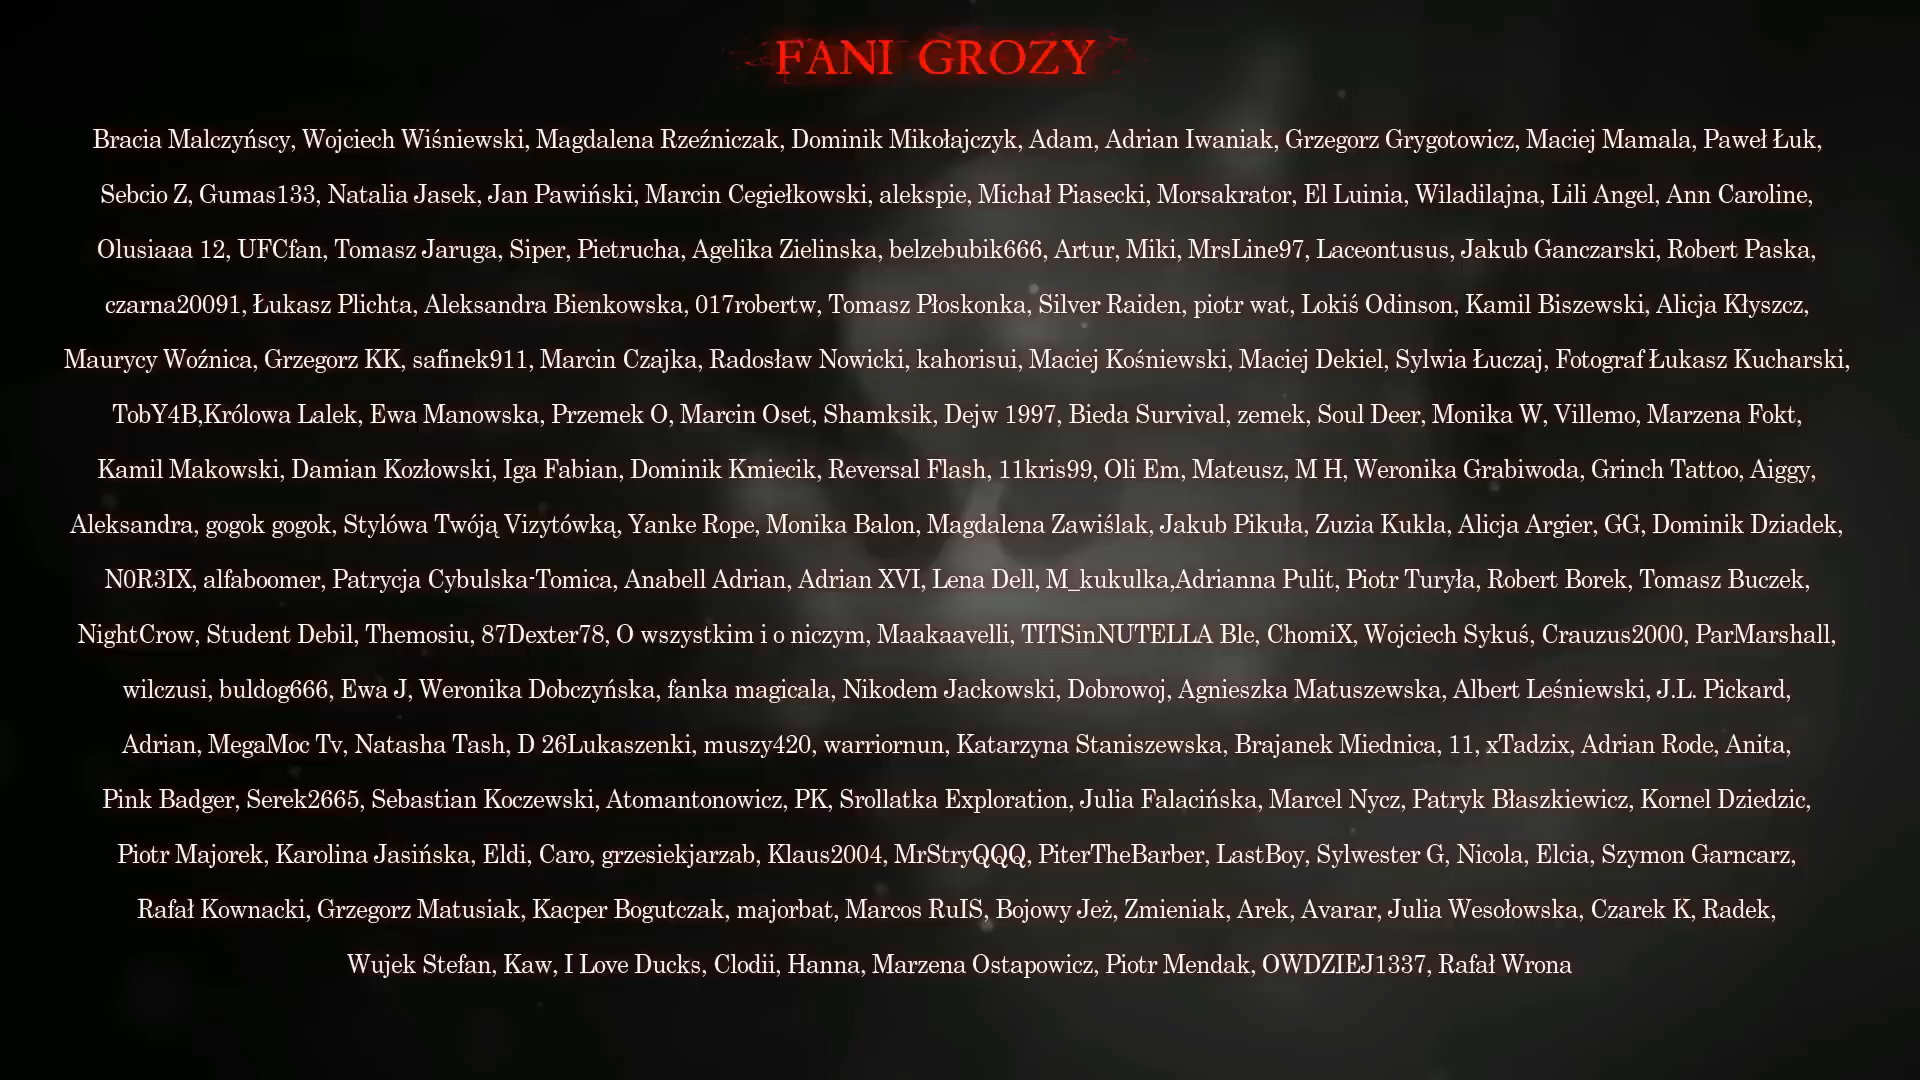 FANI GROZY
Bracia Malczyńscy, Wojciech Wiśniewski, Magdalena Rzeźniczak, Dominik Mikołajczyk, Adam, Adrian Iwaniak, Grzegorz Grygotowicz, Maciej Mamala, Paweł Łuk,
Sebcio Z, Gumas133, Natalia Jasek, Jan Pawiński, Marcin Cegiełkowski, alekspie, Michał Piasecki, Morsakrator, El Luinia, Wiladilajna, Lili Angel, Ann Caroline,
Olusiaaa 12, UFCfan, Tomasz Jaruga, Siper, Pietrucha, Agelika Zielinska, belzebubik666, Artur, Miki, MrsLine97, Laceontusus, Jakub Ganczarski, Robert Paska,
czarna20091, Łukasz Plichta, Aleksandra Bienkowska, 017robertw, Tomasz Płoskonka, Silver Raiden, piotr wat, Lokiś Odinson, Kamil Biszewski, Alicja Kłyszcz,
Maurycy Woźnica, Grzegorz KK, safinek911, Marcin Czajka, Radosław Nowicki, kahorisui, Maciej Kośniewski, Maciej Dekiel, Sylwia Łuczaj, Fotograf Łukasz Kucharski,
TobY4B,Królowa Lalek, Ewa Manowska, Przemek O, Marcin Oset, Shamksik, Dejw 1997, Bieda Survival, zemek, Soul Deer, Monika W, Villemo, Marzena Fokt,
Kamil Makowski, Damian Kozłowski, Iga Fabian, Dominik Kmiecik, Reversal Flash, 11kris99, Oli Em, Mateusz, M H, Weronika Grabiwoda, Grinch Tattoo, Aiggy,
Aleksandra, gogok gogok, Stylówa Twóją Vizytówką, Yanke Rope, Monika Balon, Magdalena Zawiślak, Jakub Pikuła, Zuzia Kukla, Alicja Argier, GG, Dominik Dziadek,
N0R3IX, alfaboomer, Patrycja Cybulska-Tomica, Anabell Adrian, Adrian XVI, Lena Dell, M_kukulka,Adrianna Pulit, Piotr Turyła, Robert Borek, Tomasz Buczek,
NightCrow, Student Debil, Themosiu, 87Dexter78, O wszystkim i o niczym, Maakaavelli, TITSinNUTELLA Ble, ChomiX, Wojciech Sykuś, Crauzus2000, ParMarshall,
wilczusi, buldog666, Ewa J, Weronika Dobczyńska, fanka magicala, Nikodem Jackowski, Dobrowoj, Agnieszka Matuszewska, Albert Leśniewski, J.L. Pickard,
Adrian, MegaMoc Tv, Natasha Tash, D 26Lukaszenki, muszy420, warriornun, Katarzyna Staniszewska, Brajanek Miednica, 11, xTadzix, Adrian Rode, Anita,
Pink Badger, Serek2665, Sebastian Koczewski, Atomantonowicz, PK, Srollatka Exploration, Julia Falacińska, Marcel Nycz, Patryk Błaszkiewicz, Kornel Dziedzic,
Piotr Majorek, Karolina Jasińska, Eldi, Caro, grzesiekjarzab, Klaus2004, MrStryQQQ, PiterTheBarber, LastBoy, Sylwester G, Nicola, Elcia, Szymon Garncarz,
Rafał Kownacki, Grzegorz Matusiak, Kacper Bogutczak, majorbat, Marcos RuIS, Bojowy Jeż, Zmieniak, Arek, Avarar, Julia Wesołowska, Czarek K, Radek,
Wujek Stefan, Kaw, I Love Ducks, Clodii, Hanna, Marzena Ostapowicz, Piotr Mendak, OWDZIEJ1337, Rafał Wrona